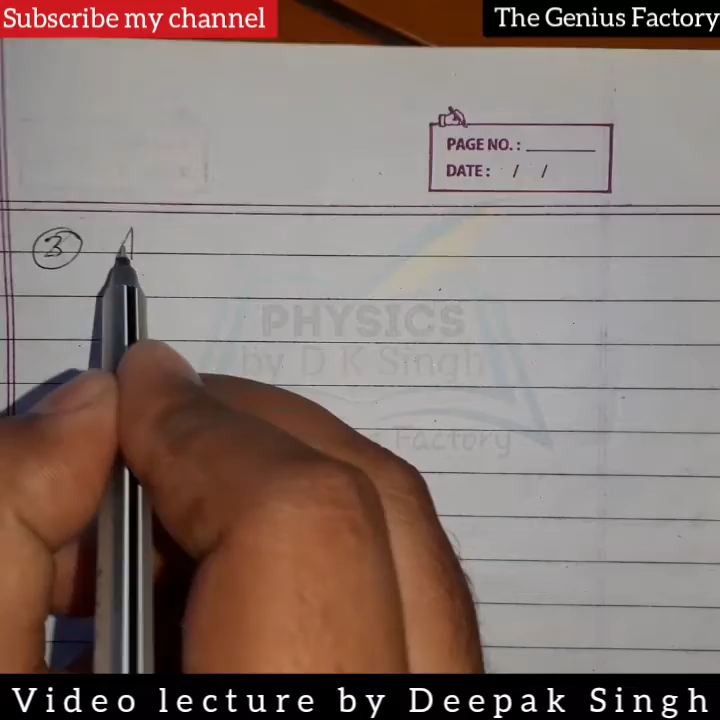 Subscribe my channel
The Genius Factory
PAGE NO. :
DATE : / /
3 A
PHYSICS
by D K Singh
Factory
Video lecture by Deepak Singh